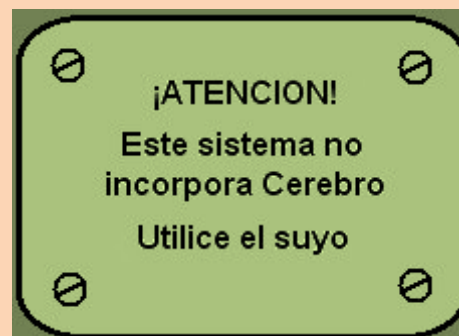 ¡ATENCION!
Este sistema no
incorpora Cerebro
Utilice el suyo